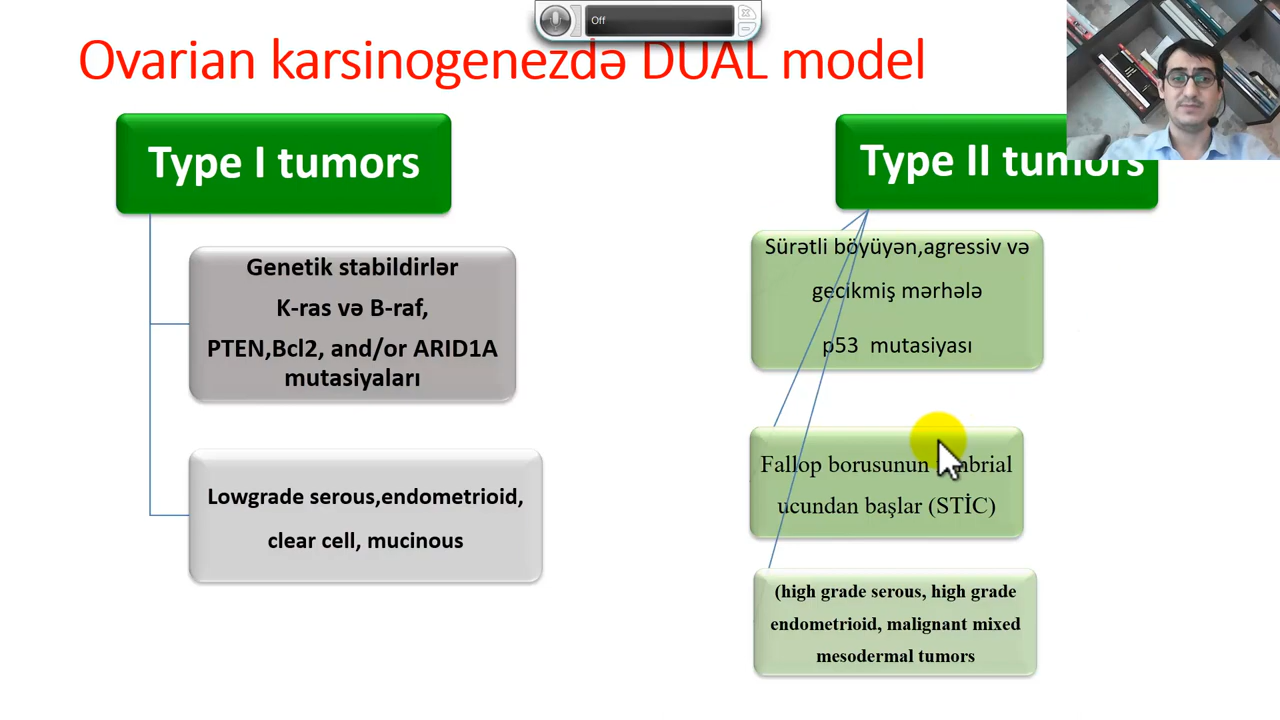 Off
Ovarian karsinogenezdə DUAL model
Type I tumors
Genetik stabildirlər
K-ras və B-raf,
PTEN,Bcl2, and/or ARID1A
mutasiyaları
Lowgrade serous,endometrioid,
clear cell, mucinous
Type II tumors
Sürətli böyüyən,agressiv və
gecikmiş mərhələ
p53 mutasiyası
Fallop borusunun
ucundan başlar (STİC)
(high grade serous, high grade
endometrioid, malignant mixed
mesodermal tumors